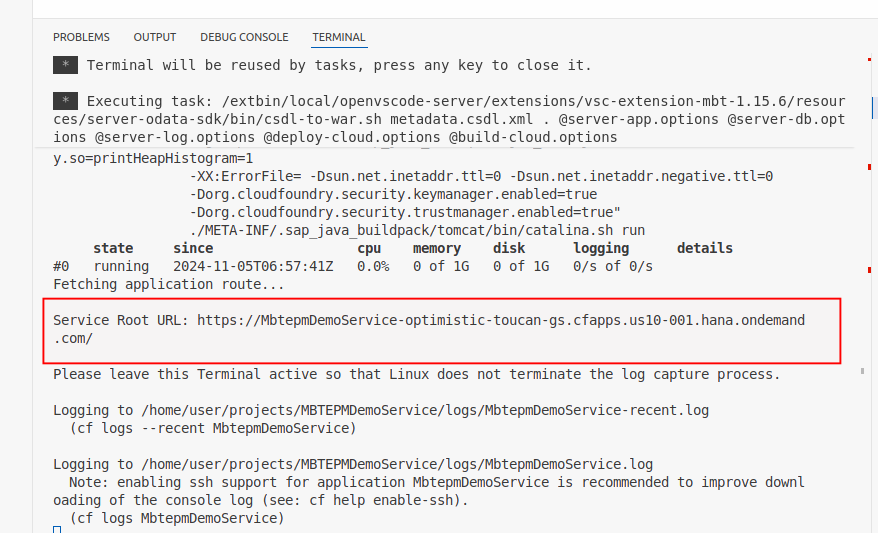 PROBLEMS OUTPUT DEBUG CONSOLE TERMINAL
* Terminal will be reused by tasks, press any key to close it.
* Executing task: /extbin/local/openvscode-server/extensions/vsc-extension-mbt-1.15.6/resour
ces/server-odata-sdk/bin/csdl-to-war.sh metadata.csdl.xml . @server-app.options @server-db.opt
ions @server-log.options @deploy-cloud.options @build-cloud.options
y.so=printHeapHistogram=1
-XX:ErrorFile= -Dsun.net.inetaddr.ttl=0 -Dsun.net.inetaddr.negative.ttl=0
-Dorg.cloudfoundry.security.keymanager.enabled=true
-Dorg.cloudfoundry.security.trustmanager.enabled=true"
./META-INF/.sap_java_buildpack/tomcat/bin/catalina.sh run
state since cpu memory disk logging details
#0 running 2024-11-05T06:57:41Z 0.0% 0 of 1G 0 of 1G 0/s of 0/s
Fetching application route...
Service Root URL: https://MbtepmDemoService-optimistic-toucan-gs.cfapps.us10-001.hana.ondemand
.com/
Please leave this Terminal active so that Linux does not terminate the log capture process.
Logging to /home/user/projects/MBTEPMDemoService/logs/MbtepmDemoService-recent.log
(cf logs --recent MbtepmDemoService)
Logging to /home/user/projects/MBTEPMDemoService/logs/MbtepmDemoService.log
Note: enabling ssh support for application MbtepmDemoService is recommended to improve downl
oading of the console log (see: cf help enable-ssh).
(cf logs MbtepmDemoService)